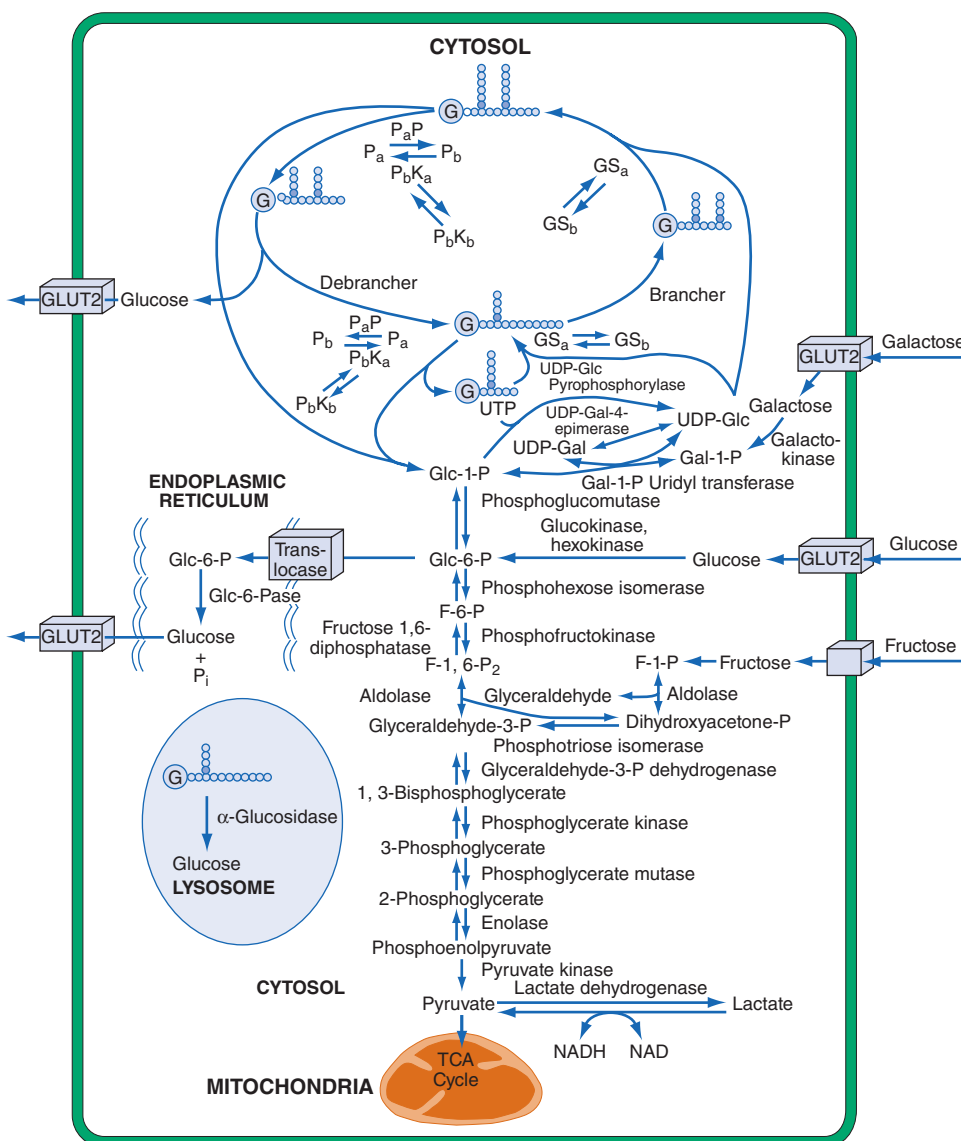 CYTOSOL
G
PaP
Pa
Pb
PbKa
PbKb
GSa
GSb
G
G
Debrancher
Brancher
GLUT2
Glucose
G
PaP
Pb
Pa
PbKa
PbKb
GSa
GSb
GLUT2
Galactose
G
UTP
UDP-Glc
Pyrophosphorylase
UDP-Gal-4-
epimerase
UDP-Gal
UDP-Glc
Galactose
Galacto-
kinase
Gal-1-P
Glc-1-P
Gal-1-P Uridyl transferase
Phosphoglucomutase
ENDOPLASMIC
RETICULUM
Glc-6-P
Trans-
locase
Glc-6-P
Glucokinase,
hexokinase
Glucose
GLUT2
Glucose
Glc-6-Pase
Phosphohexose isomerase
F-6-P
GLUT2
Glucose
+
Pi
Fructose 1,6-
diphosphatase
Phosphofructokinase
F-1, 6-P2
F-1-P
Fructose
Fructose
Aldolase
Glyceraldehyde
Aldolase
Glyceraldehyde-3-P
Dihydroxyacetone-P
Phosphotriose isomerase
Glyceraldehyde-3-P dehydrogenase
1, 3-Bisphosphoglycerate
Phosphoglycerate kinase
3-Phosphoglycerate
Phosphoglycerate mutase
2-Phosphoglycerate
Enolase
Phosphoenolpyruvate
Pyruvate kinase
G
α-Glucosidase
Glucose
LYSOSOME
CYTOSOL
Pyruvate
Lactate dehydrogenase
Lactate
NADH
NAD
MITOCHONDRIA
TCA
Cycle